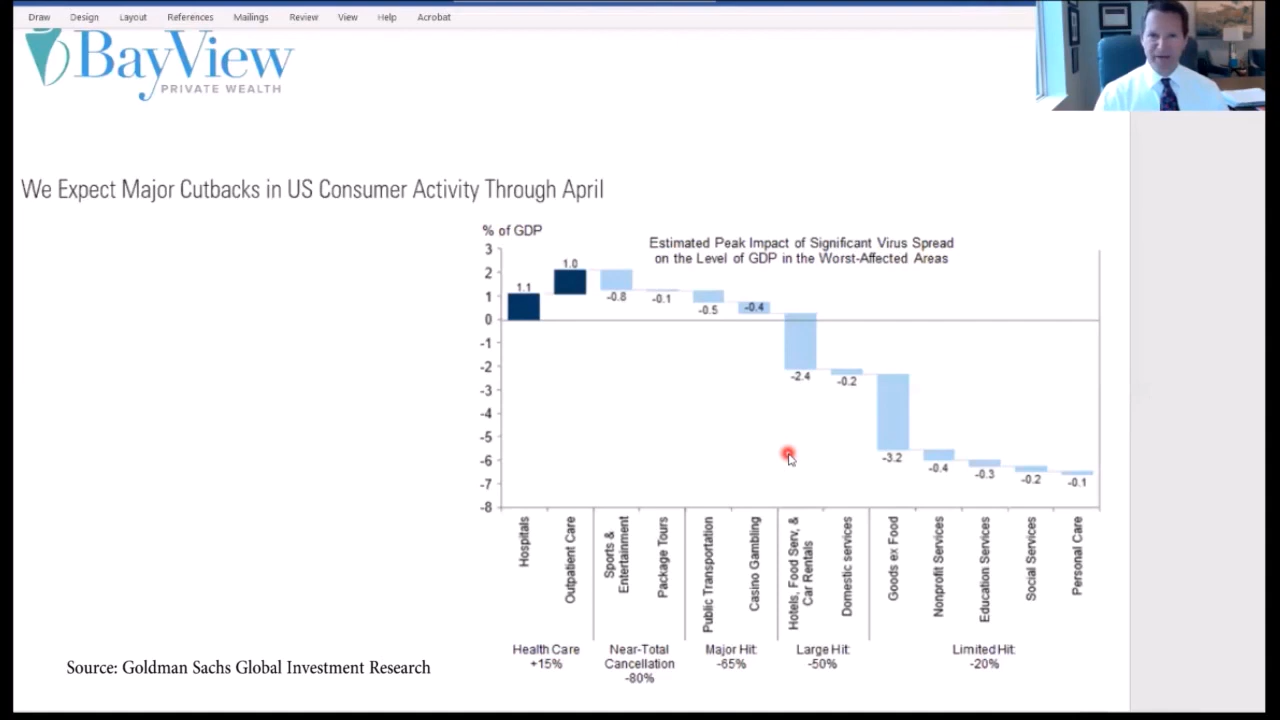 Draw Design Layout References Mailings Review View Help Acrobat
BayView
PRIVATE WEALTH
We Expect Major Cutbacks in US Consumer Activity Through April
% of GDP
Estimated Peak Impact of Significant Virus Spread
on the Level of GDP in the Worst-Affected Areas
3
2
1
0
-1
-2
-3
-4
-5
-6
-7
-8
1.1
1.0
-0.8
-0.1
-0.5
-0.4
-2.4
-0.2
-3.2
-0.4
-0.3
-0.2
-0.1
Hospitals
Outpatient Care
Sports &
Entertainment
Package Tours
Public Transportation
Casino Gambling
Hotels, Food Serv, &
Car Rentals
Domestic services
Goods ex Food
Nonprofit Services
Education Services
Social Services
Personal Care
Health Care
+15%
Near-Total
Cancellation
-80%
Major Hit:
-65%
Large Hit:
-50%
Limited Hit:
-20%
Source: Goldman Sachs Global Investment Research